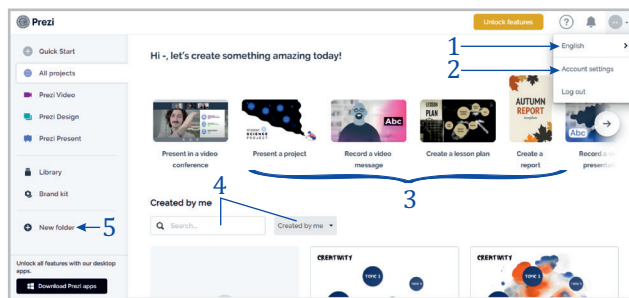 Prezi
Unlock features
?
Quick Start
All projects
Prezi Video
Prezi Design
Prezi Present
Library
Brand kit
New folder
5
Unlock all features with our desktop
apps.
Download Prezi apps
Hi -, let's create something amazing today!
1
English
2
Account settings
Log out
STUDENT
SCIENCE
PROJECT
Abc
LESSON
PLAN
AUTUMN
REPORT
template
Abc
Present in a video
conference
Present a project
Record a video
message
Create a lesson plan
Create a
report
Record a
presentat
3
Created by me
4
Search...
Created by me
CREATIVITY
TOPIC 1
CREATIVITY
TOPIC 1